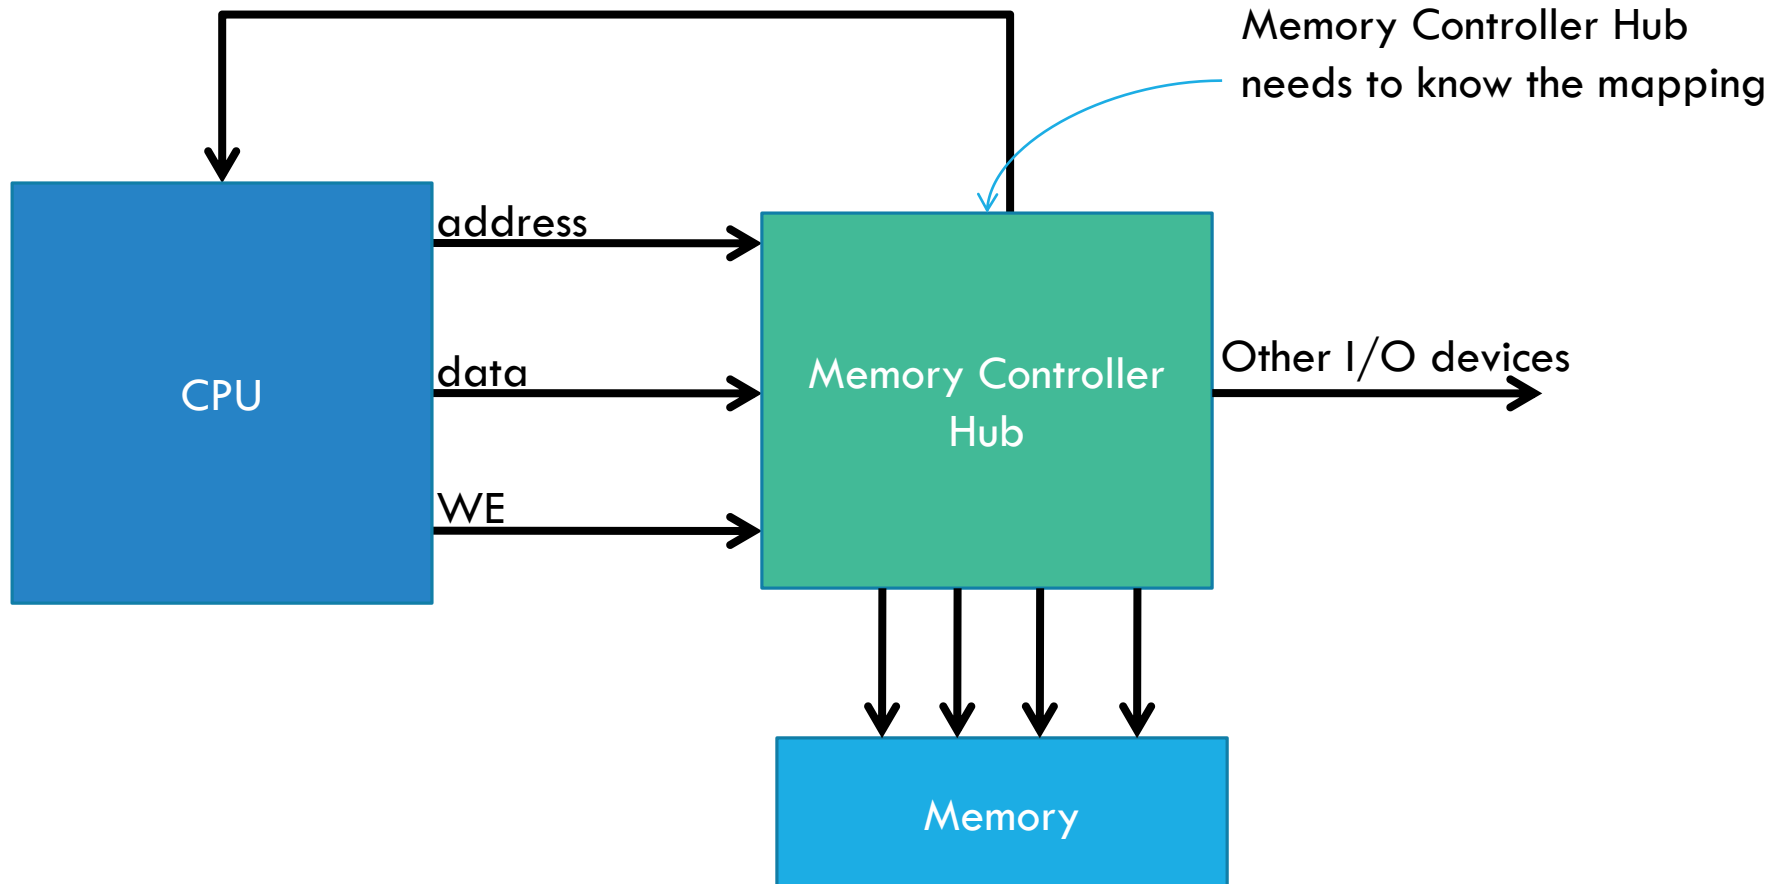 Memory Controller Hub
needs to know the mapping
address
data
WE
CPU
Memory Controller
Hub
Other I/O devices
Memory